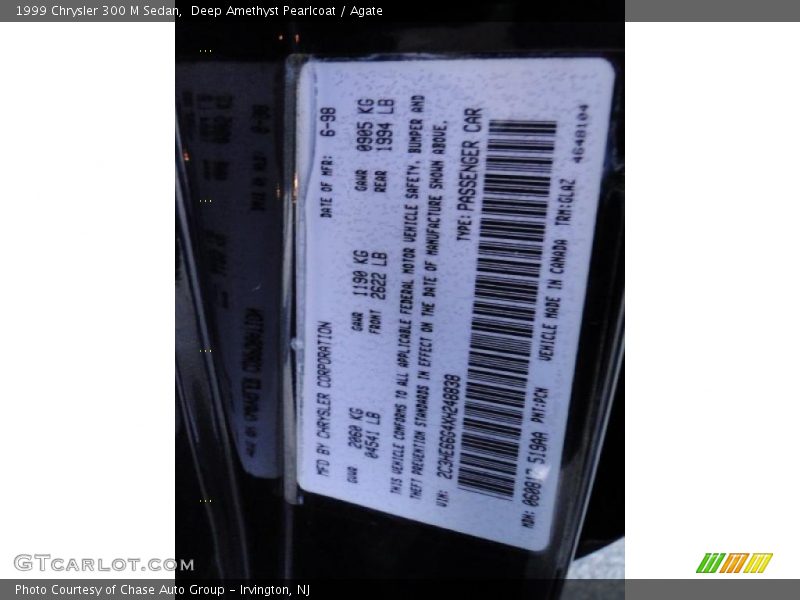 1999 Chrysler 300 M Sedan, Deep Amethyst Pearlcoat / Agate
MFD BY CHRYSLER CORPORATION DATE OF MFR: 6-98
GVWR 2060 KG GAWR 1190 KG GAWR 0905 KG
04541 LB FRONT 2622 LB REAR 1994 LB
THIS VEHICLE CONFORMS TO ALL APPLICABLE FEDERAL MOTOR VEHICLE SAFETY, BUMPER AND
THEFT PREVENTION STANDARDS IN EFFECT ON THE DATE OF MANUFACTURE SHOWN ABOVE.
VIN: 2C3HE66G4XH248838 TYPE: PASSENGER CAR
MDH: 060817 519AA PNT:PCN VEHICLE MADE IN CANADA TRM:GLAZ
4648104
GTCarLot.com
Photo Courtesy of Chase Auto Group - Irvington, NJ